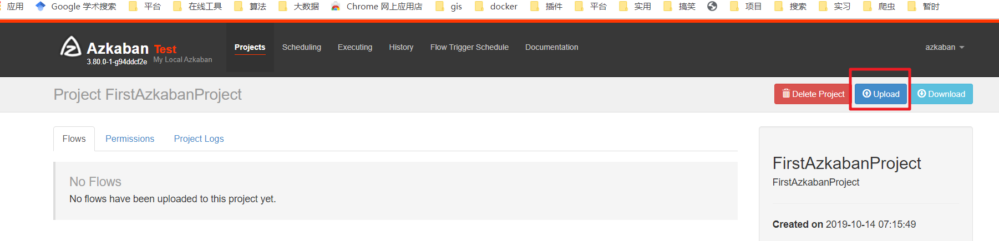 应用 Google 学术搜索 平台 在线工具 算法 大数据 Chrome 网上应用店 gis docker 插件 平台 实用 搞笑 项目 搜索 实习 爬虫 暂时
Azkaban Test
3.80.0-1-g94ddcf2e My Local Azkaban
Projects Scheduling Executing History Flow Trigger Schedule Documentation azkaban
Project FirstAzkabanProject
Delete Project Upload Download
Flows Permissions Project Logs
No Flows
No flows have been uploaded to this project yet.
FirstAzkabanProject
FirstAzkabanProject
Created on 2019-10-14 07:15:49